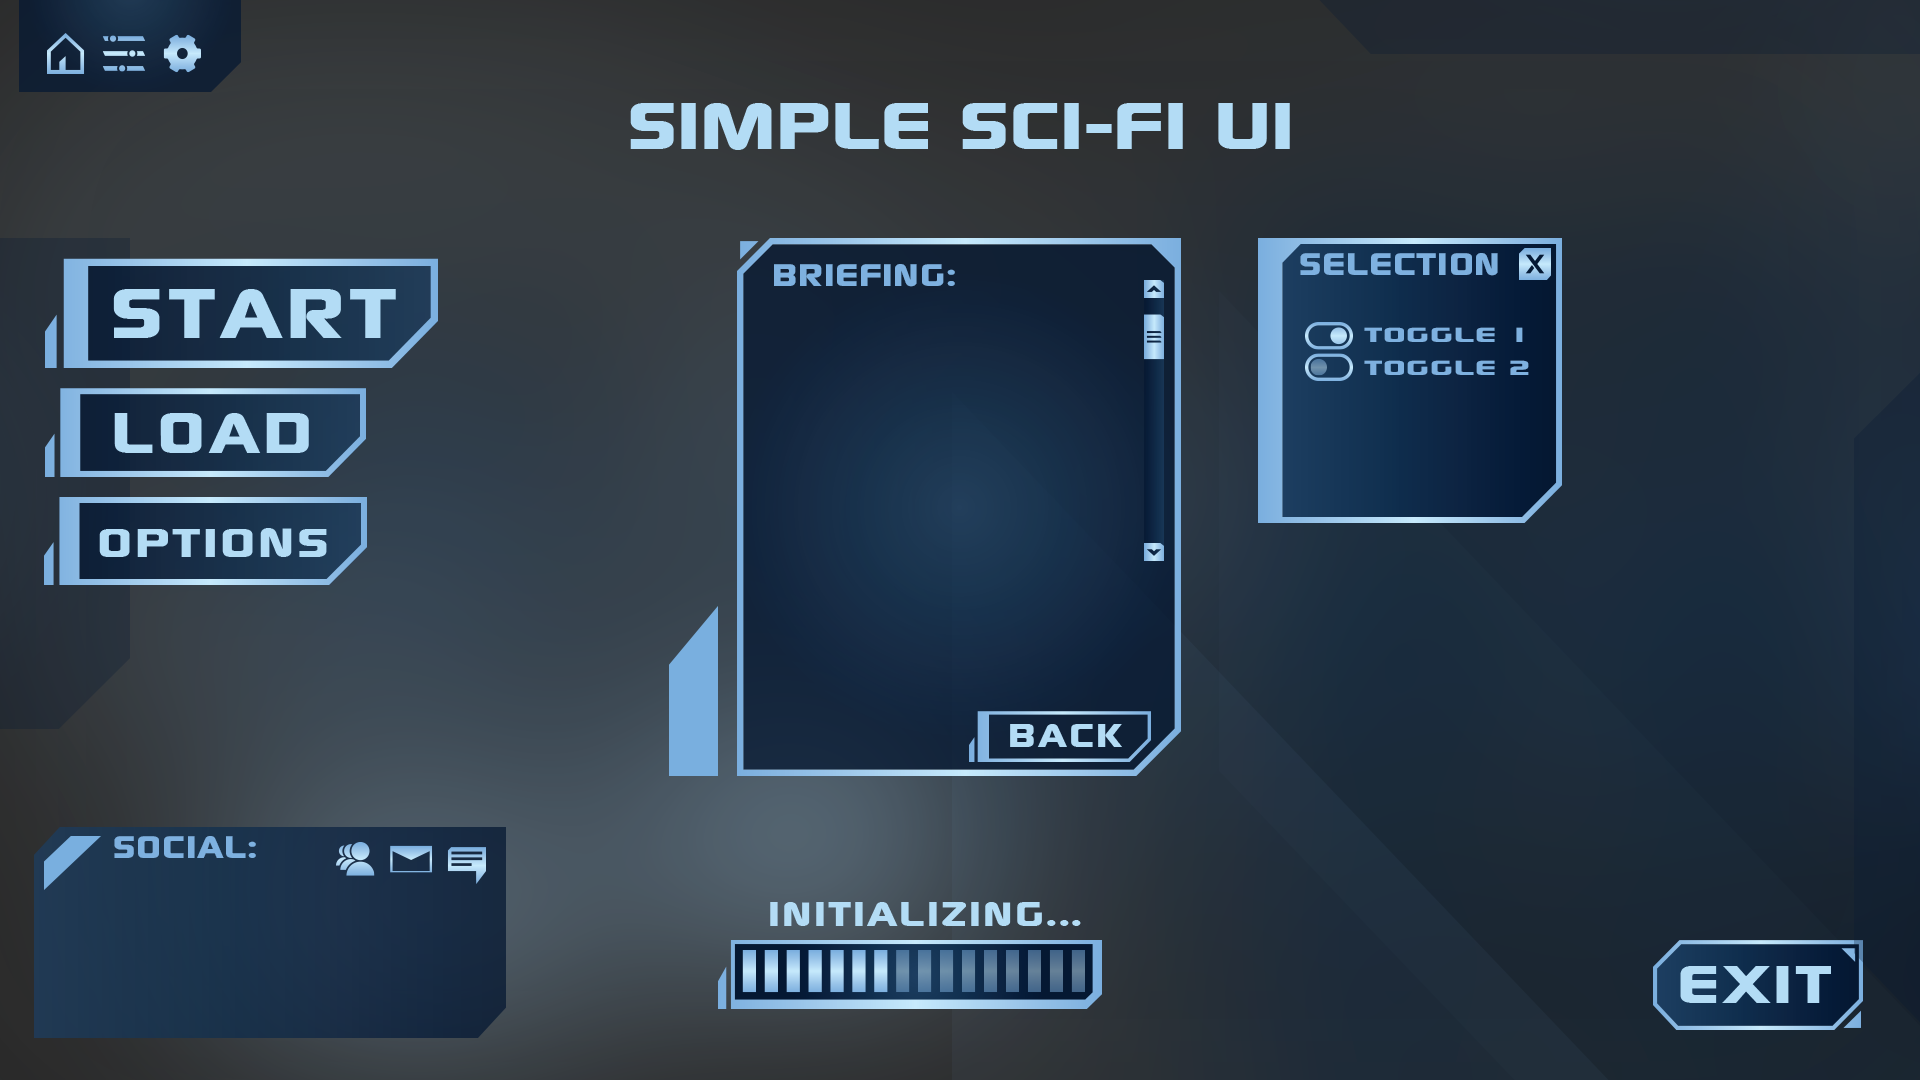 SIMPLE SCI-FI UI
START
LOAD
OPTIONS
BRIEFING:
BACK
SELECTION X
TOGGLE 1
TOGGLE 2
SOCIAL:
INITIALIZING...
EXIT